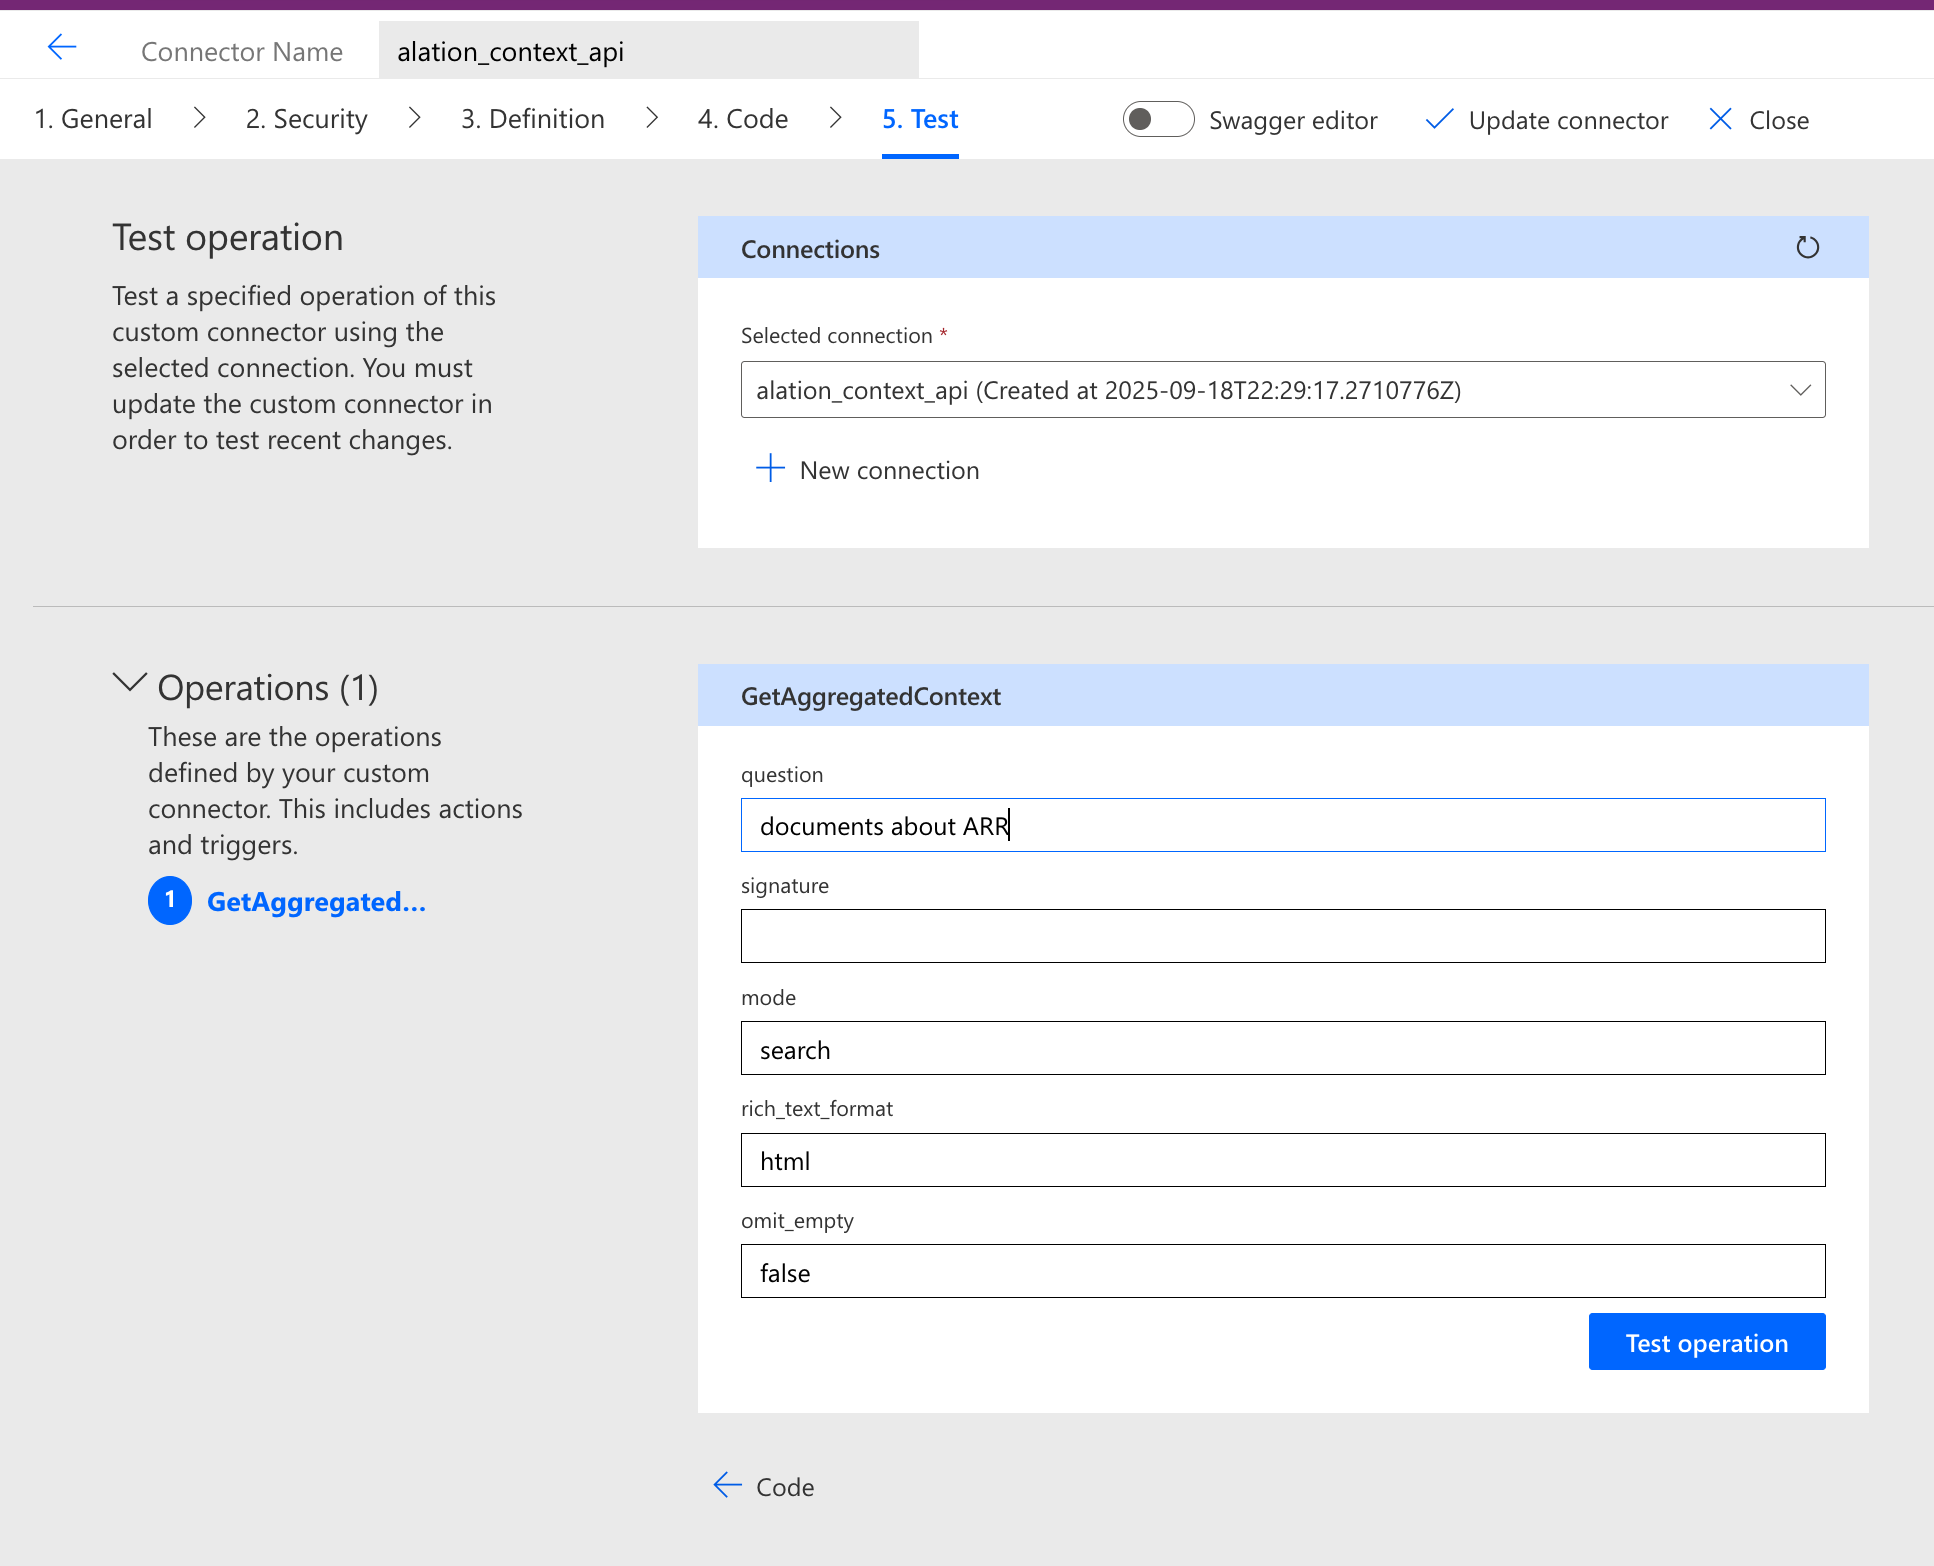 Connector Name
alation_context_api
1. General
2. Security
3. Definition
4. Code
5. Test
Swagger editor
Update connector
Close
Test operation
Test a specified operation of this
custom connector using the
selected connection. You must
update the custom connector in
order to test recent changes.
Connections
Selected connection *
alation_context_api (Created at 2025-09-18T22:29:17.2710776Z)
New connection
Operations (1)
These are the operations
defined by your custom
connector. This includes actions
and triggers.
1 GetAggregated...
GetAggregatedContext
question
documents about ARR
signature
mode
search
rich_text_format
html
omit_empty
false
Test operation
Code